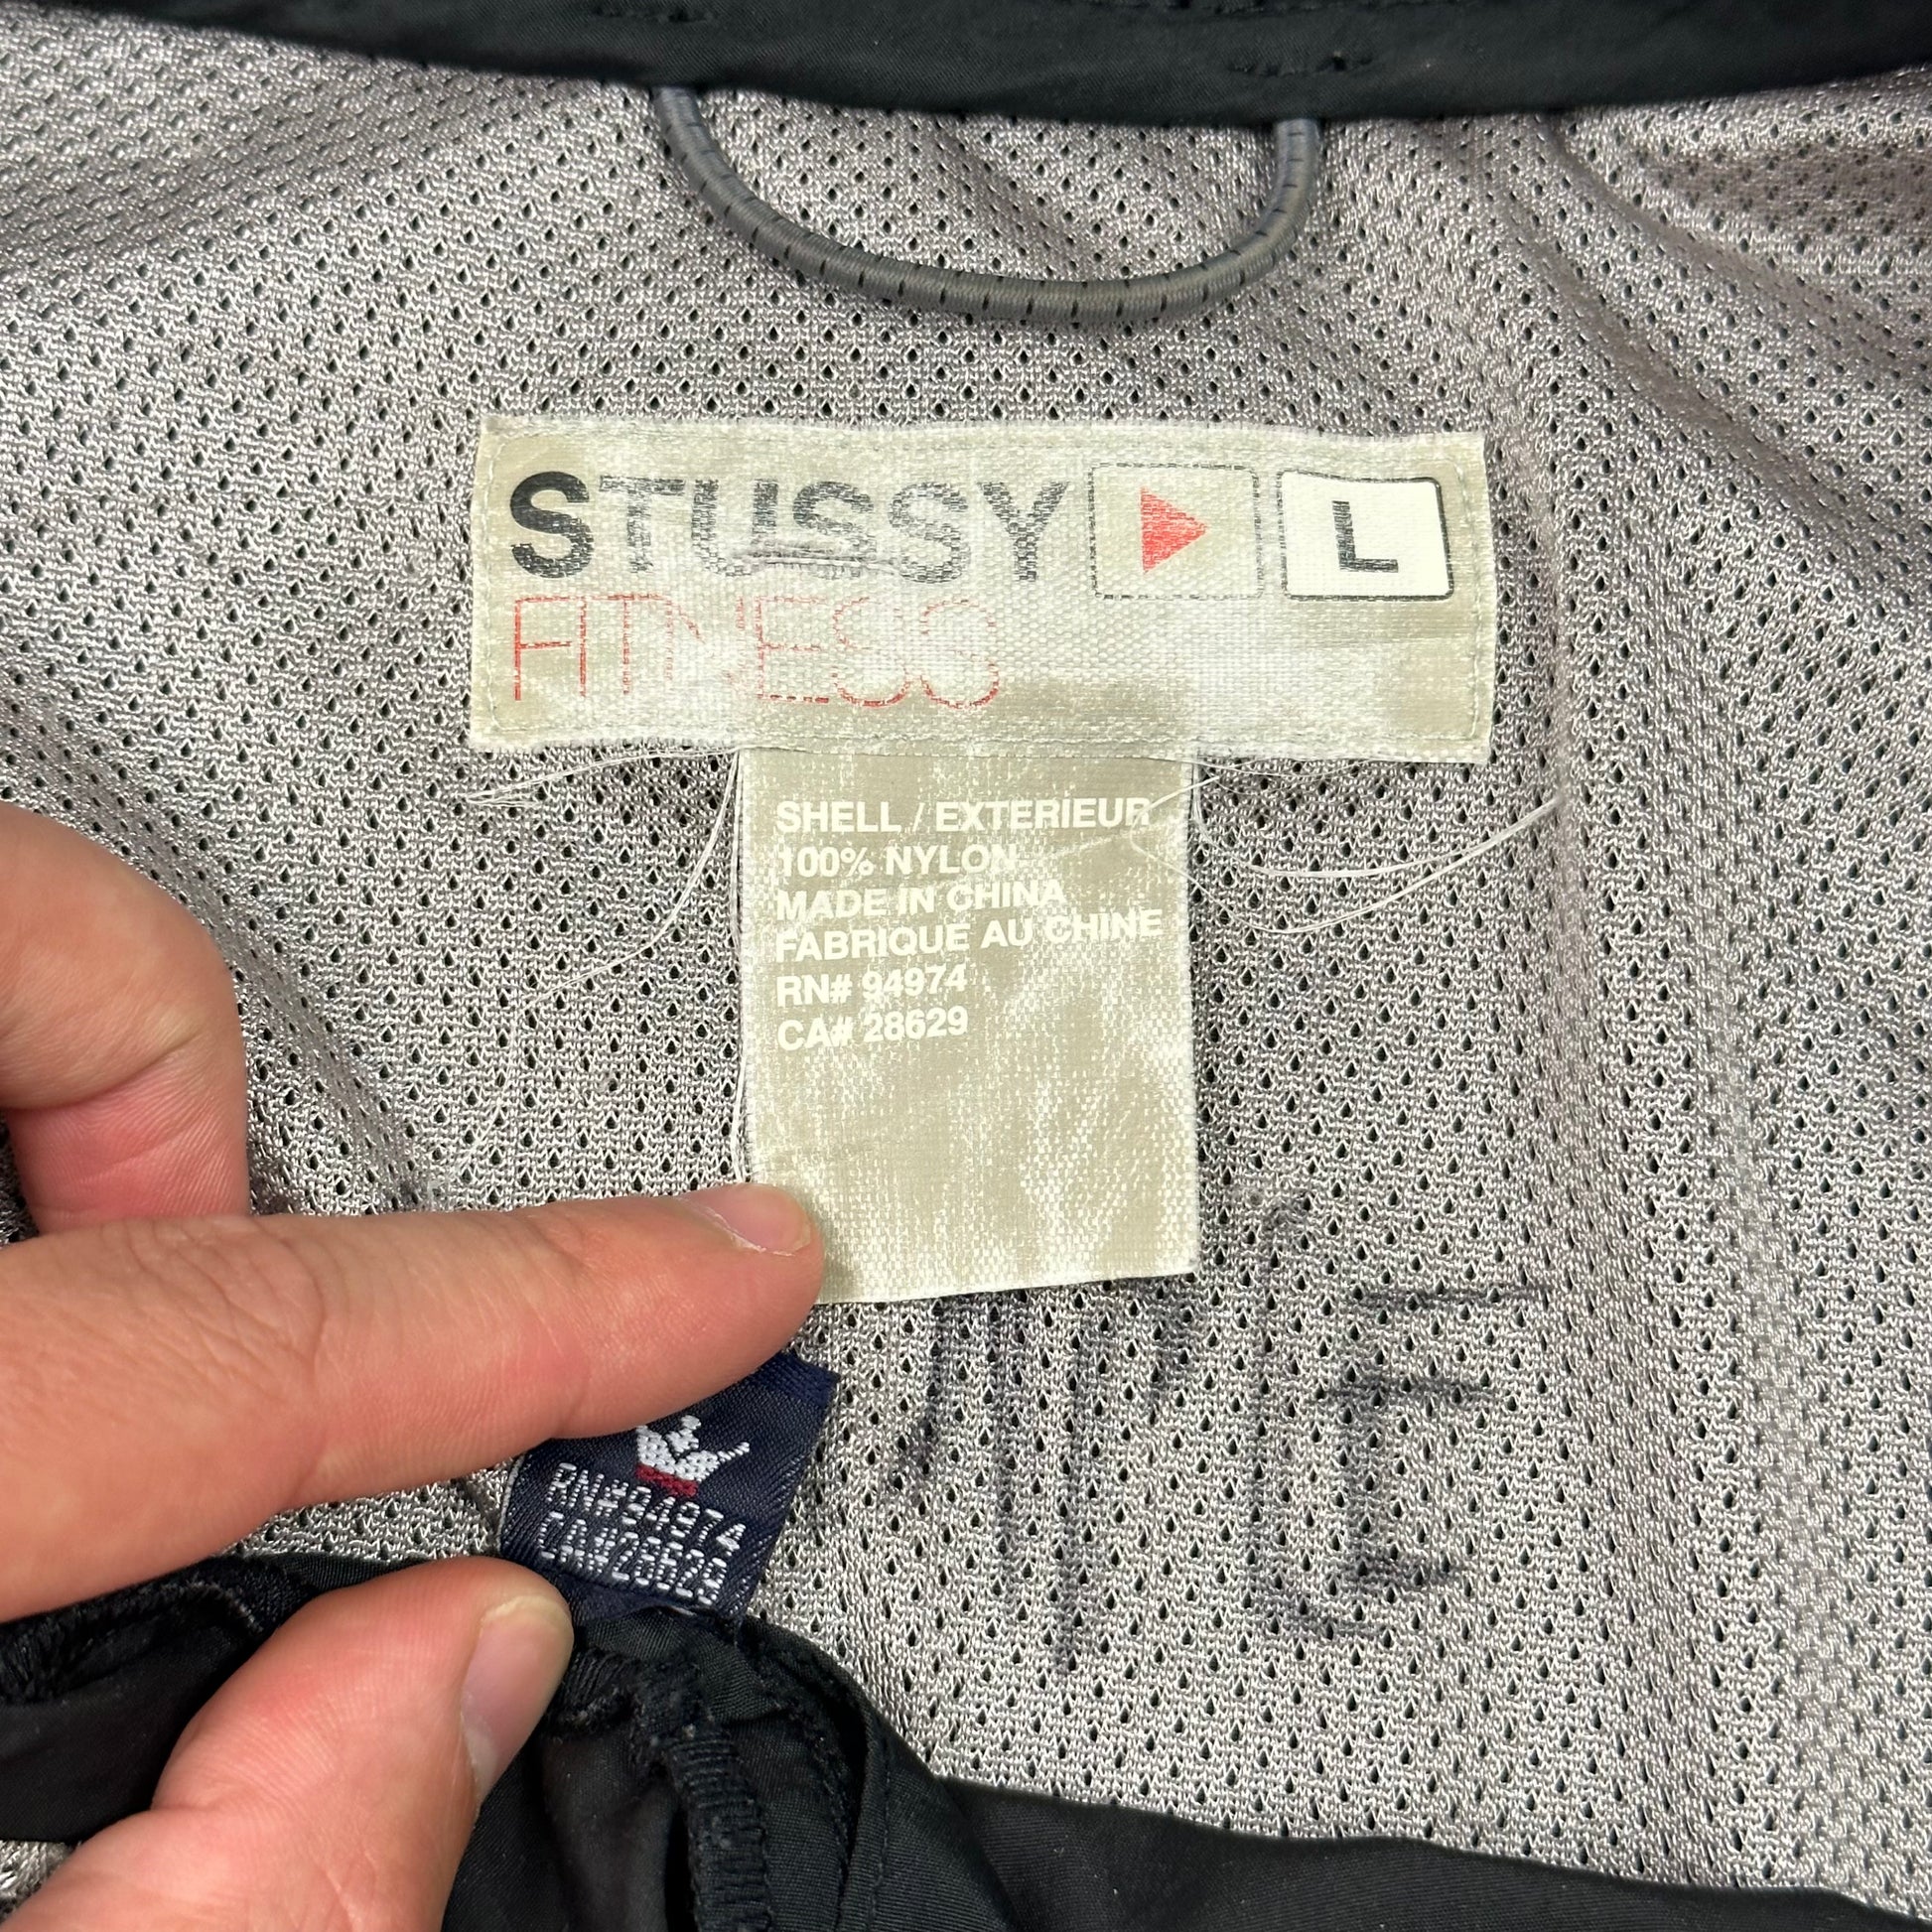 STUSSY L
FITNESS
SHELL / EXTERIEUR
100% NYLON
MADE IN CHINA
FABRIQUE AU CHINE
RN# 94974
CA# 28629
RN#94974
CA#28629